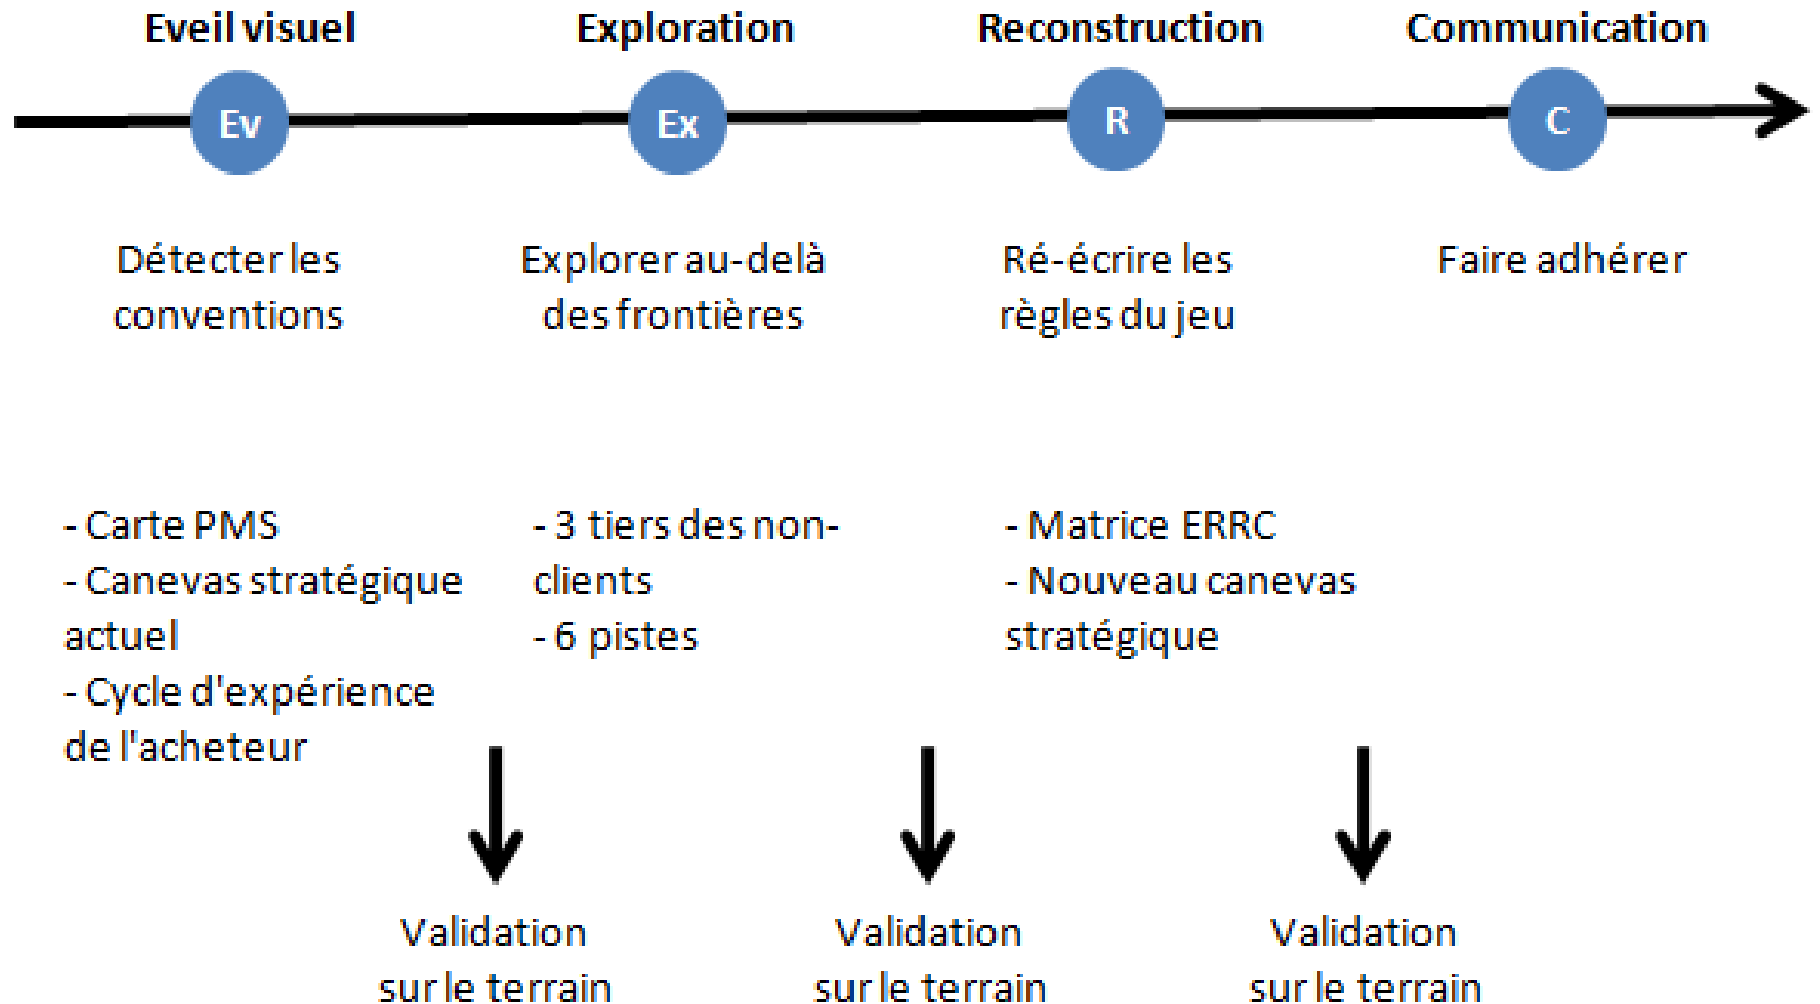 Eveil visuel
Exploration
Reconstruction
Communication
Ev
Ex
R
C
Détecter les
conventions
Explorer au-delà
des frontières
Ré-écrire les
règles du jeu
Faire adhérer
- Carte PMS
- Canevas stratégique
actuel
- Cycle d'expérience
de l'acheteur
- 3 tiers des non-
clients
- 6 pistes
- Matrice ERRC
- Nouveau canevas
stratégique
Validation
sur le terrain
Validation
sur le terrain
Validation
sur le terrain